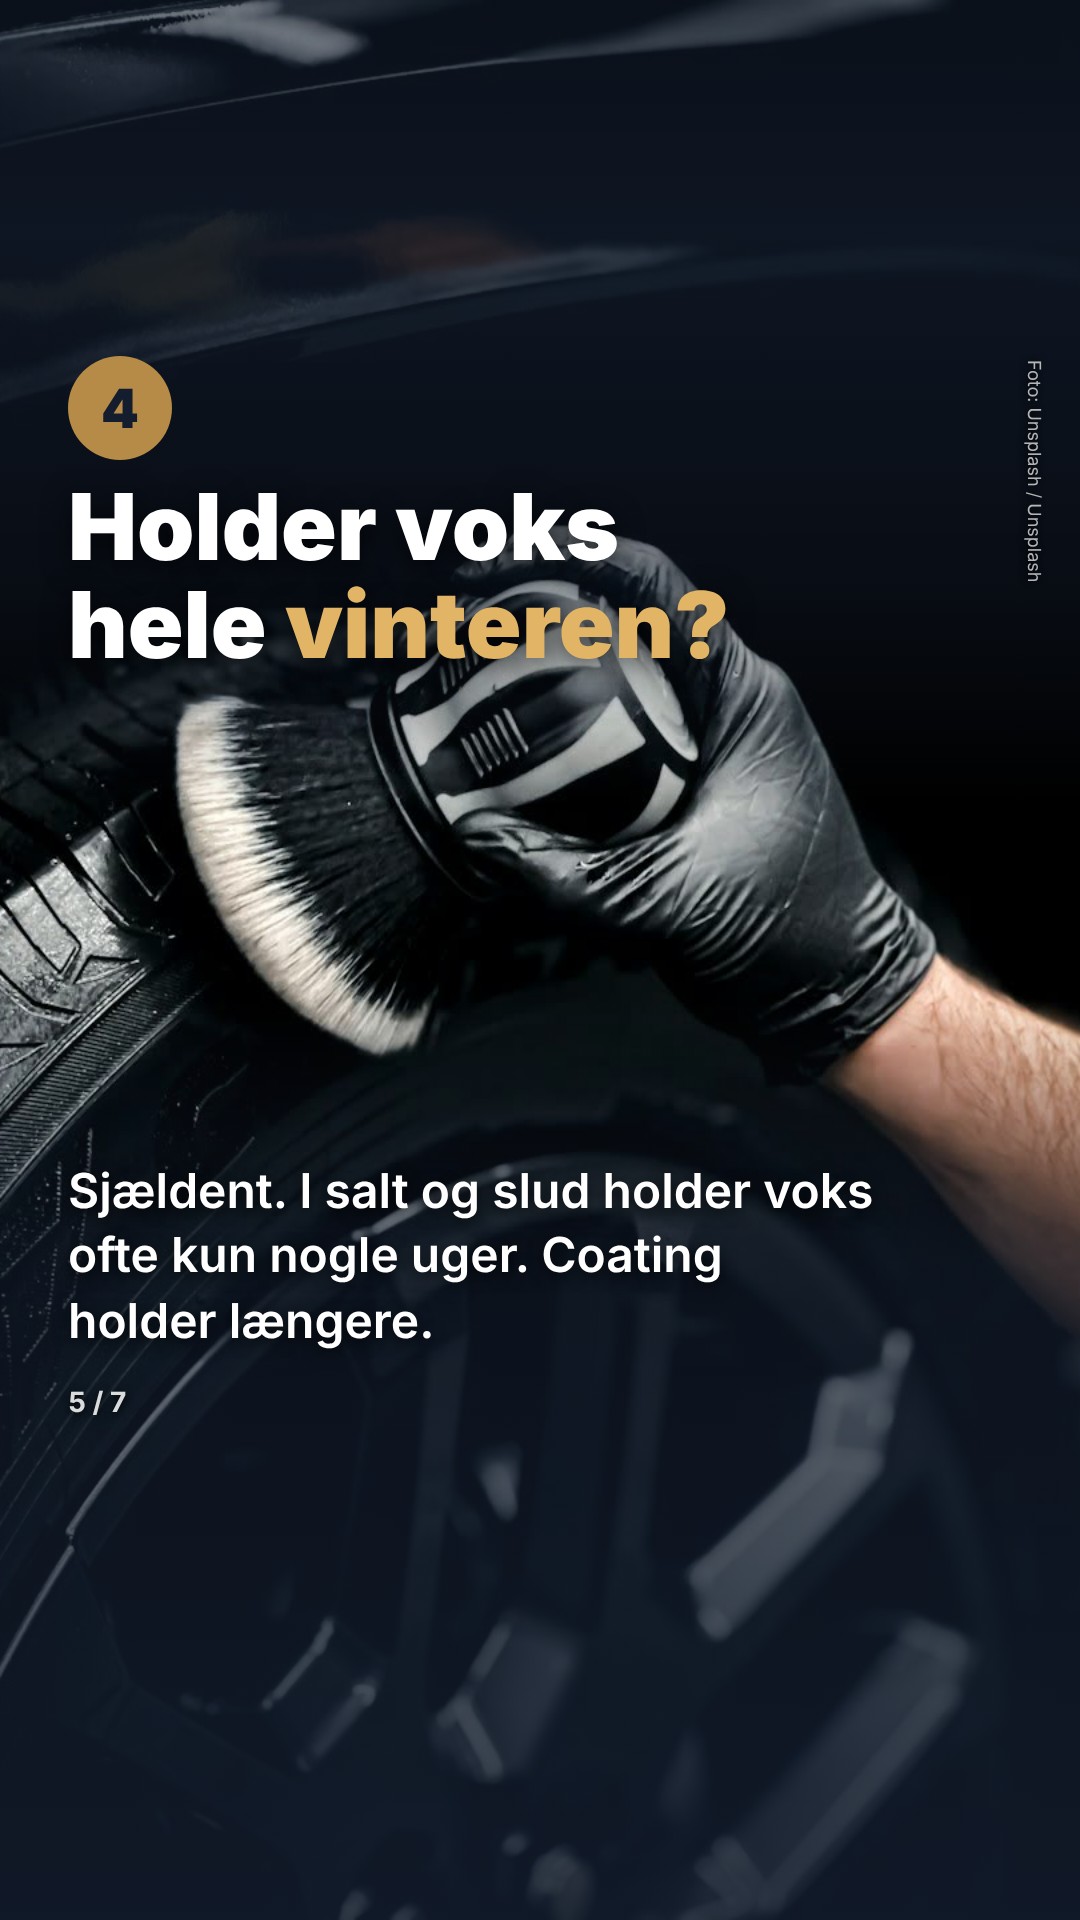 4
Holder voks
hele vinteren?
Foto: Unsplash / Unsplash
Sjældent. I salt og slud holder voks
ofte kun nogle uger. Coating
holder længere.
5 / 7